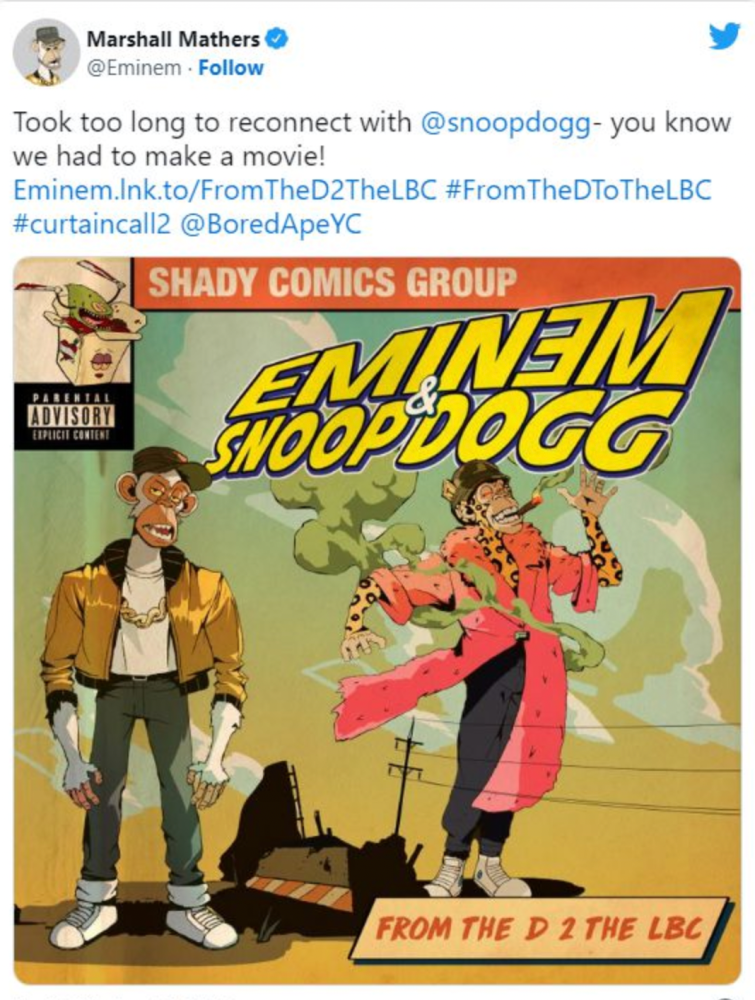 Marshall Mathers
@Eminem · Follow
Took too long to reconnect with @snoopdogg- you know
we had to make a movie!
Eminem.lnk.to/FromTheD2TheLBC #FromTheDToTheLBC
#curtaincall2 @BoredApeYC
SHADY COMICS GROUP
PARENTAL
ADVISORY
EXPLICIT CONTENT
EMINƎM
&
SNOOP DOGG
FROM THE D 2 THE LBC